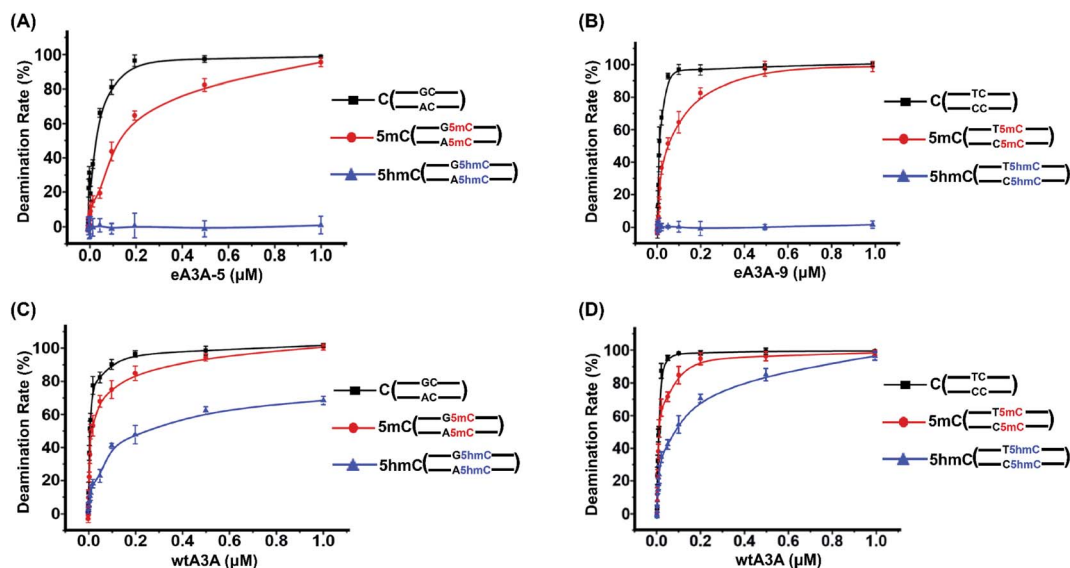 (A)
Deamination Rate (%)
100
80
60
40
20
0
0.0 0.2 0.4 0.6 0.8 1.0
eA3A-5 (μM)
C( GC
AC )
5mC( G5mC
A5mC )
5hmC( G5hmC
A5hmC )
(B)
Deamination Rate (%)
100
80
60
40
20
0
0.0 0.2 0.4 0.6 0.8 1.0
eA3A-9 (μM)
C( TC
CC )
5mC( T5mC
C5mC )
5hmC( T5hmC
C5hmC )
(C)
Deamination Rate (%)
100
80
60
40
20
0
0.0 0.2 0.4 0.6 0.8 1.0
wtA3A (μM)
C( GC
AC )
5mC( G5mC
A5mC )
5hmC( G5hmC
A5hmC )
(D)
Deamination Rate (%)
100
80
60
40
20
0
0.0 0.2 0.4 0.6 0.8 1.0
wtA3A (μM)
C( TC
CC )
5mC( T5mC
C5mC )
5hmC( T5hmC
C5hmC )